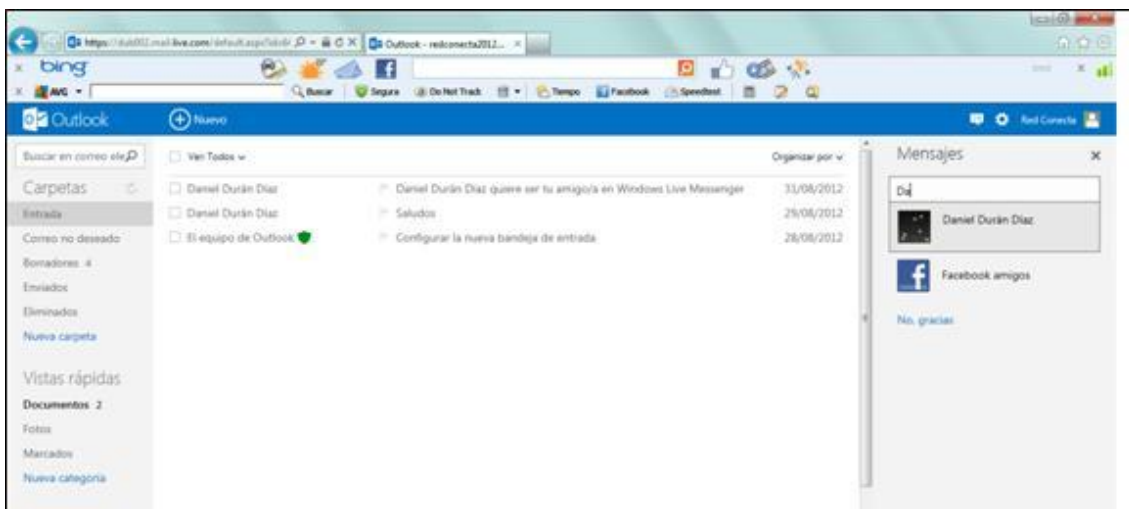 Outlook - redconecta2012...
bing
AVG
Buscar Segura Do Not Track Tiempo Facebook Speedtest
Outlook Nuevo Red Conecta
Buscar en correo ele
Ver Todos Organizar por
Mensajes
Carpetas
Daniel Durán Díaz Daniel Durán Díaz quiere ser tu amigo/a en Windows Live Messenger 31/08/2012
Da
Entrada
Daniel Durán Díaz Saludos 29/08/2012
Daniel Durán Díaz
Correo no deseado
El equipo de Outlook Configurar la nueva bandeja de entrada 28/08/2012
Borradores 4
Enviados
Facebook amigos
Eliminados
No, gracias
Nueva carpeta
Vistas rápidas
Documentos 2
Fotos
Marcados
Nueva categoría